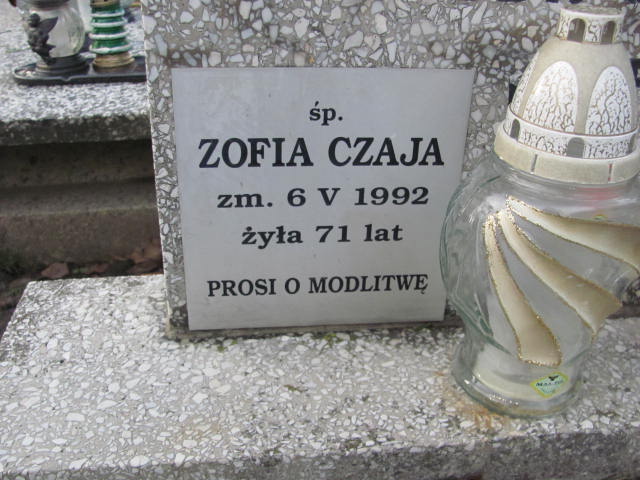 śp.
ZOFIA CZAJA
zm. 6 V 1992
żyła 71 lat
PROSI O MODLITWĘ